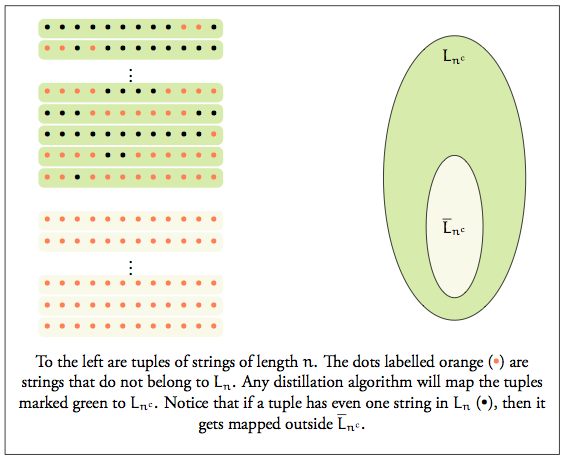 L_{n^c}
L̅_{n^c}
To the left are tuples of strings of length n. The dots labelled orange (•) are
strings that do not belong to L_n. Any distillation algorithm will map the tuples
marked green to L_{n^c}. Notice that if a tuple has even one string in L_n (•), then it
gets mapped outside L̅_{n^c}.